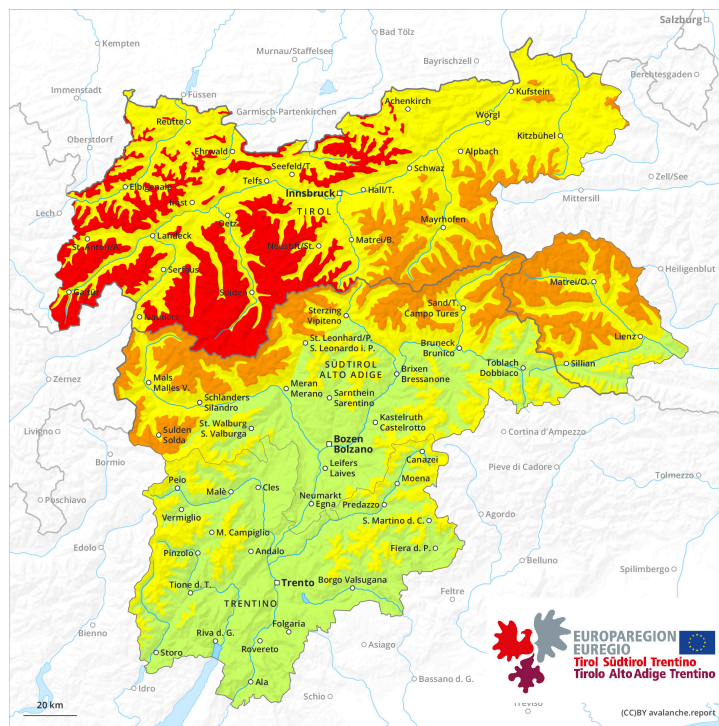 Salzburg
Bad Tölz
Kempten
Murnau/Staffelsee
Bayrischzell
Berchtesgaden
Immenstadt
Füssen
Achenkirch
Kufstein
Garmisch-Partenkirchen
Reutte
Wörgl
Oberstdorf
Ehrwald
Kitzbühel
Seefeld/T.
Alpbach
Telfs
Schwaz
Zell/See
Elbigenalp
Innsbruck
Hall/T.
Mittersill
Imst
TIROL
Lech
Oetz
Mayrhofen
St. Anton/A.
Landeck
Neustift/St.
Matrei/B.
Serfaus
Heiligenblut
Galtür
Sölden
Matrei/O.
Nauders
Sterzing
Vipiteno
Sand/T.
Campo Tures
Lienz
St. Leonhard/P.
S. Leonardo i. P.
Bruneck
Brunico
Toblach
Dobbiaco
Sillian
SÜDTIROL
ALTO ADIGE
Brixen
Bressanone
Zernez
Mals
Malles V.
Meran
Merano
Schlanders
Silandro
Sarnthein
Sarentino
St. Walburg
S. Valburga
Kastelruth
Castelrotto
Livigno
Sulden
Solda
Cortina d'Ampezzo
Bozen
Bolzano
Bormio
Canazei
Pieve di Cadore
Leifers
Laives
Tolmezzo
Peio
Moena
Malè
Cles
Neumarkt
Egna
Predazzo
Poschiavo
Vermiglio
Agordo
S. Martino d. C.
M. Campiglio
Edolo
Pinzolo
Andalo
Fiera d. P.
Belluno
Spilimbergo
Tione d. T.
Trento
Borgo Valsugana
Feltre
TRENTINO
Folgaria
Bienno
Riva d. G.
Rovereto
Asiago
Storo
Bassano d. G.
Idro
Ala
Schio
Treviso
EUROPAREGION
EUREGIO
Tirol Südtirol Trentino
Tirolo Alto Adige Trentino
20 km
(CC)BY avalanche.report